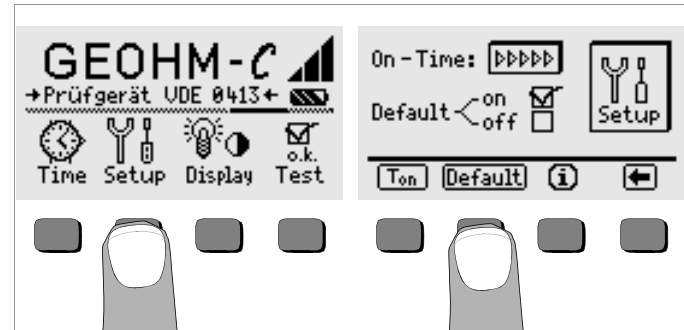 GEOHM-C
→Prüfgerät VDE 0413←
Time Setup Display o.k. Test
On-Time: ▷▷▷▷▷
Default on
off
Setup
Ton Default i ←